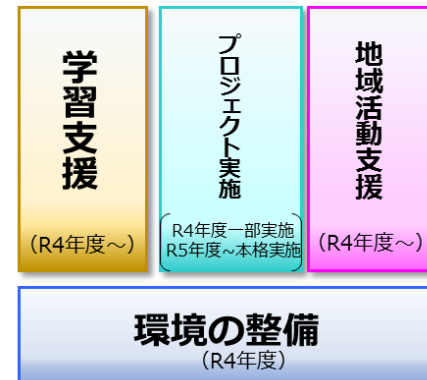 学習支援
（R4年度～）
プロジェクト実施
R4年度一部実施
R5年度~本格実施
地域活動支援
（R4年度～）
環境の整備
（R4年度）